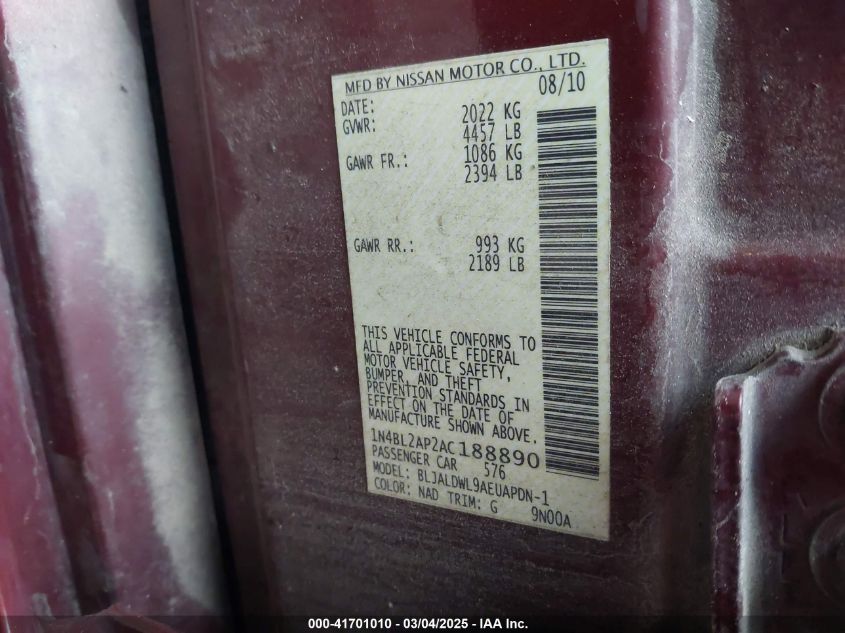 MFD BY NISSAN MOTOR CO., LTD.
DATE: 08/10
GVWR: 2022 KG
4457 LB
GAWR FR.: 1086 KG
2394 LB
GAWR RR.: 993 KG
2189 LB
THIS VEHICLE CONFORMS TO
ALL APPLICABLE FEDERAL
MOTOR VEHICLE SAFETY,
BUMPER, AND THEFT
PREVENTION STANDARDS IN
EFFECT ON THE DATE OF
MANUFACTURE SHOWN ABOVE.
1N4BL2AP2AC188890
PASSENGER CAR 576
MODEL: BLJALDWL9AEUAPDN-1
COLOR: NAD TRIM: G 9N00A
000-41701010 - 03/04/2025 - IAA Inc.